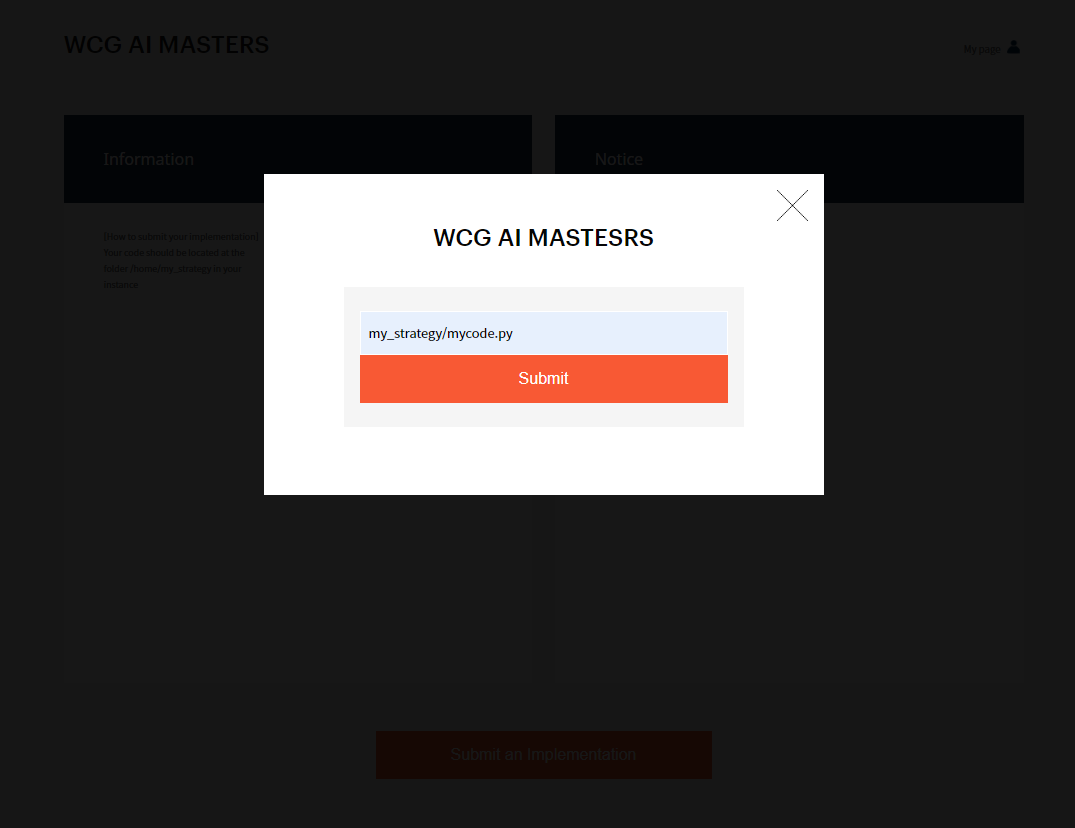 WCG AI MASTERS
My page
Information
Notice
[How to submit your implementation]
Your code should be located at the
folder /home/my_strategy in your
instance
WCG AI MASTESRS
my_strategy/mycode.py
Submit
Submit an Implementation